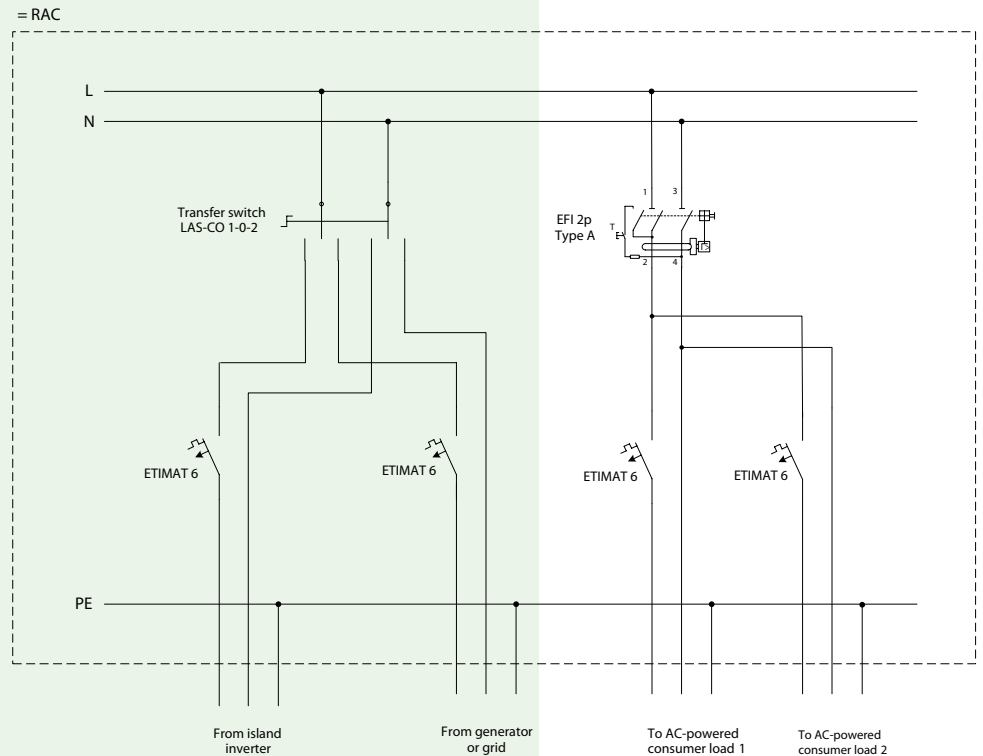 = RAC
L
N
Transfer switch
LAS-CO 1-0-2
EFI 2p
Type A
1
3
T
2
4
ETIMAT 6
ETIMAT 6
ETIMAT 6
ETIMAT 6
PE
From island
inverter
From generator
or grid
To AC-powered
consumer load 1
To AC-powered
consumer load 2